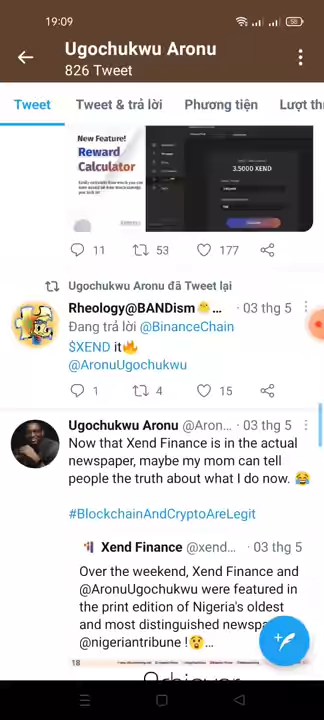 19:09
58
Ugochukwu Aronu
826 Tweet
Tweet
Tweet & trả lời
Phương tiện
Lượt th
New Feature!
Reward
Calculator
3.5000 XEND
11
53
177
Ugochukwu Aronu đã Tweet lại
Rheology@BANDism🐣... · 03 thg 5
Đang trả lời @BinanceChain
$XEND it🔥
@AronuUgochukwu
1
4
15
Ugochukwu Aronu @Aron... · 03 thg 5
Now that Xend Finance is in the actual
newspaper, maybe my mom can tell
people the truth about what I do now. 😂
#BlockchainAndCryptoAreLegit
Xend Finance @xend... · 03 thg 5
Over the weekend, Xend Finance and
@AronuUgochukwu were featured in
the print edition of Nigeria's oldest
and most distinguished newspa
@nigeriantribune !😲...
18